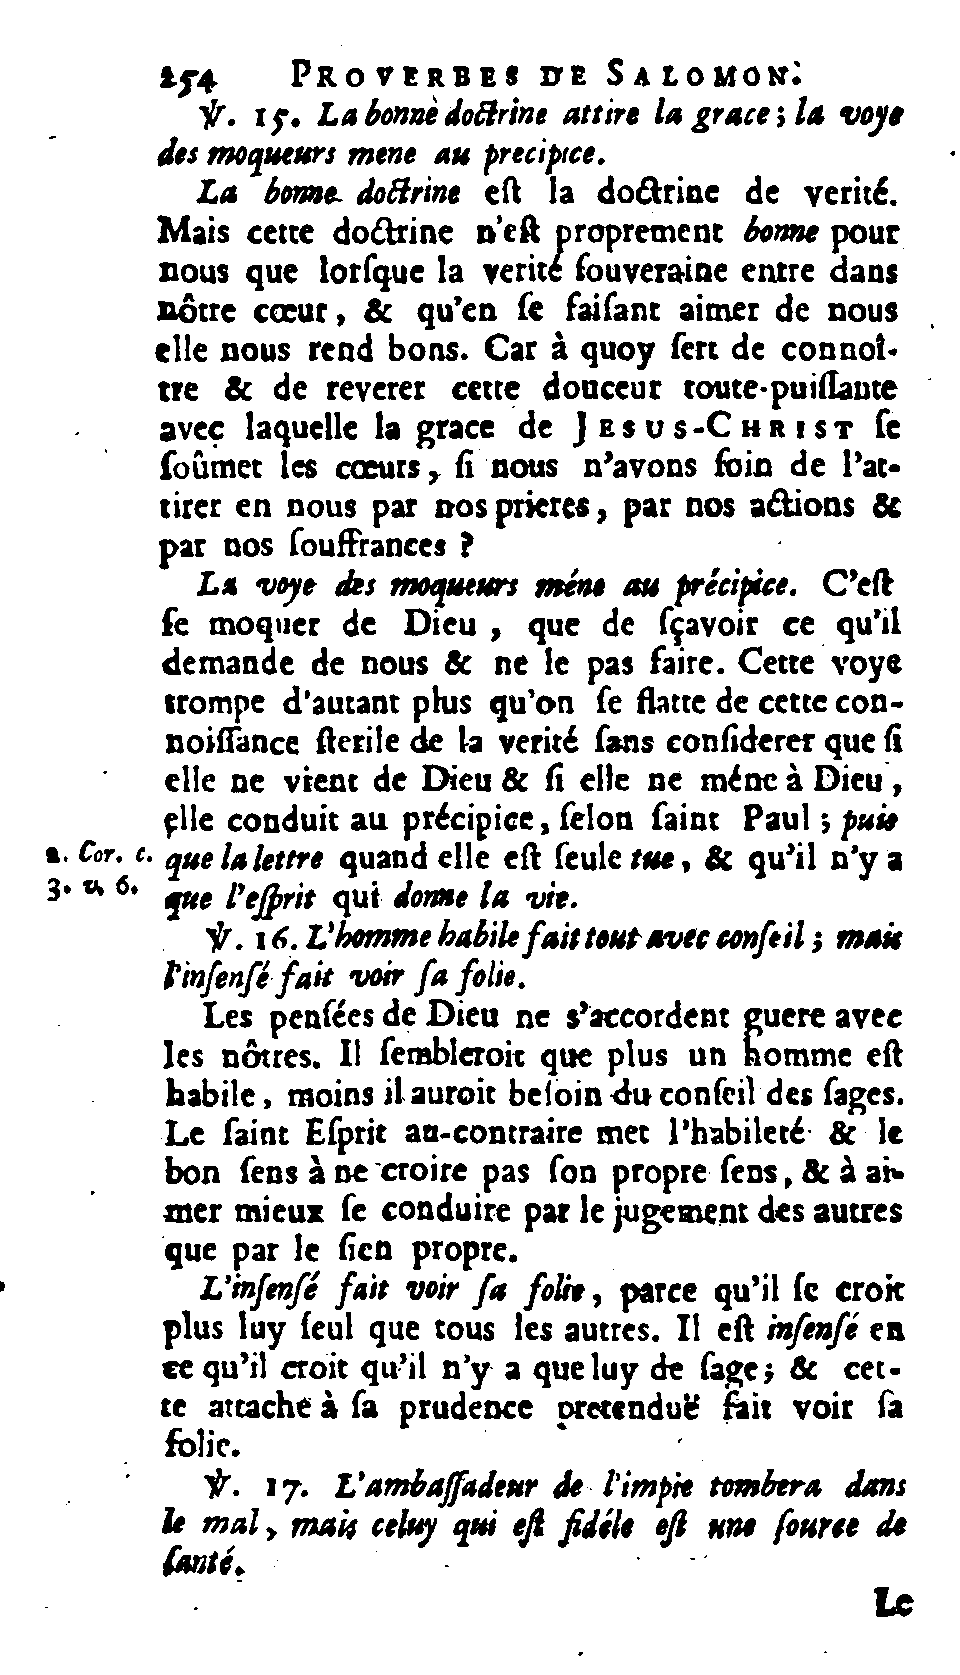 254 PROVERBES DE SALOMON.
℣. 15. La bonne doctrine attire la grace; la voye
des moqueurs mene au precipice.
La bonne doctrine eſt la doctrine de verité.
Mais cette doctrine n'eſt proprement bonne pour
nous que lorſque la verité ſouveraine entre dans
nôtre cœur, & qu'en ſe faiſant aimer de nous
elle nous rend bons. Car à quoy ſert de connoî-
tre & de reverer cette douceur toute-puiſſante
avec laquelle la grace de JESUS-CHRIST ſe
ſoûmet les cœurs, ſi nous n'avons ſoin de l'at-
tirer en nous par nos prieres, par nos actions &
par nos ſouffrances ?
La voye des moqueurs méne au précipice. C'eſt
ſe moquer de Dieu, que de ſçavoir ce qu'il
demande de nous & ne le pas faire. Cette voye
trompe d'autant plus qu'on ſe flatte de cette con-
noiſſance ſterile de la verité ſans conſiderer que ſi
elle ne vient de Dieu & ſi elle ne méne à Dieu,
elle conduit au précipice, ſelon ſaint Paul; puis
que la lettre quand elle eſt ſeule tue, & qu'il n'y a
que l'eſprit qui donne la vie.
2. Cor. c.
3. v. 6.
℣. 16. L'homme habile fait tout avec conſeil; mais
l'inſenſé fait voir ſa folie.
Les penſées de Dieu ne s'accordent guere avec
les nôtres. Il ſembleroit que plus un homme eſt
habile, moins il auroit beſoin du conſeil des ſages.
Le ſaint Eſprit au-contraire met l'habileté & le
bon ſens à ne croire pas ſon propre ſens, & à ai-
mer mieux ſe conduire par le jugement des autres
que par le ſien propre.
L'inſenſé fait voir ſa folie, parce qu'il ſe croit
plus luy ſeul que tous les autres. Il eſt inſenſé en
ce qu'il croit qu'il n'y a que luy de ſage; & cet-
te attache à ſa prudence pretenduë fait voir ſa
folie.
℣. 17. L'ambaſſadeur de l'impie tombera dans
le mal, mais celuy qui eſt fidéle eſt une ſource de
ſanté.
Le